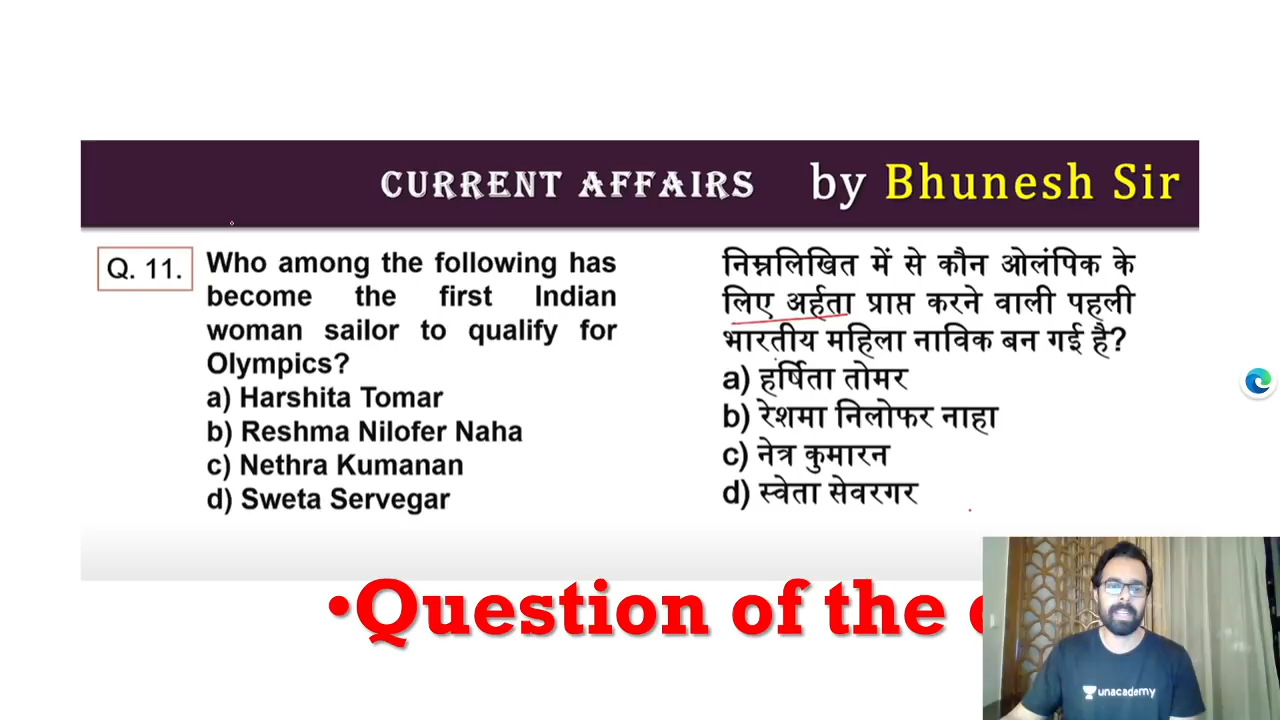 CURRENT AFFAIRS by Bhunesh Sir
Q. 11.
Who among the following has
become the first Indian
woman sailor to qualify for
Olympics?
a) Harshita Tomar
b) Reshma Nilofer Naha
c) Nethra Kumanan
d) Sweta Servegar
निम्नलिखित में से कौन ओलंपिक के
लिए अर्हता प्राप्त करने वाली पहली
भारतीय महिला नाविक बन गई है?
a) हर्षिता तोमर
b) रेशमा निलोफर नाहा
c) नेत्र कुमारन
d) स्वेता सेवरगर
•Question of the
unacademy